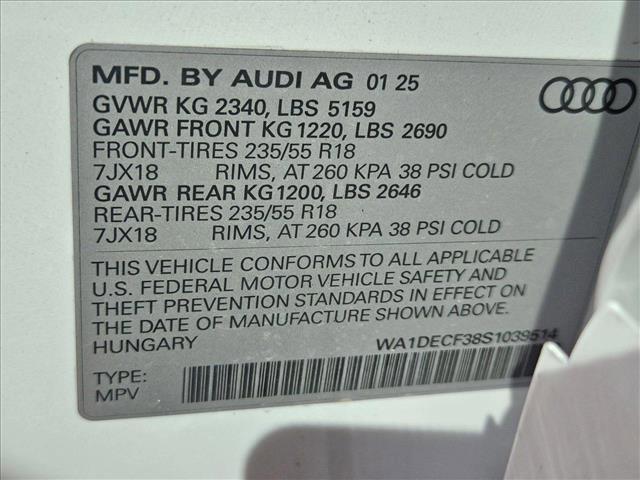 MFD. BY AUDI AG 01 25
GVWR KG 2340, LBS 5159
GAWR FRONT KG 1220, LBS 2690
FRONT-TIRES 235/55 R18
7JX18 RIMS, AT 260 KPA 38 PSI COLD
GAWR REAR KG 1200, LBS 2646
REAR-TIRES 235/55 R18
7JX18 RIMS, AT 260 KPA 38 PSI COLD
THIS VEHICLE CONFORMS TO ALL APPLICABLE
U.S. FEDERAL MOTOR VEHICLE SAFETY AND
THEFT PREVENTION STANDARDS IN EFFECT ON
THE DATE OF MANUFACTURE SHOWN ABOVE.
HUNGARY WA1DECF38S1039514
TYPE:
MPV